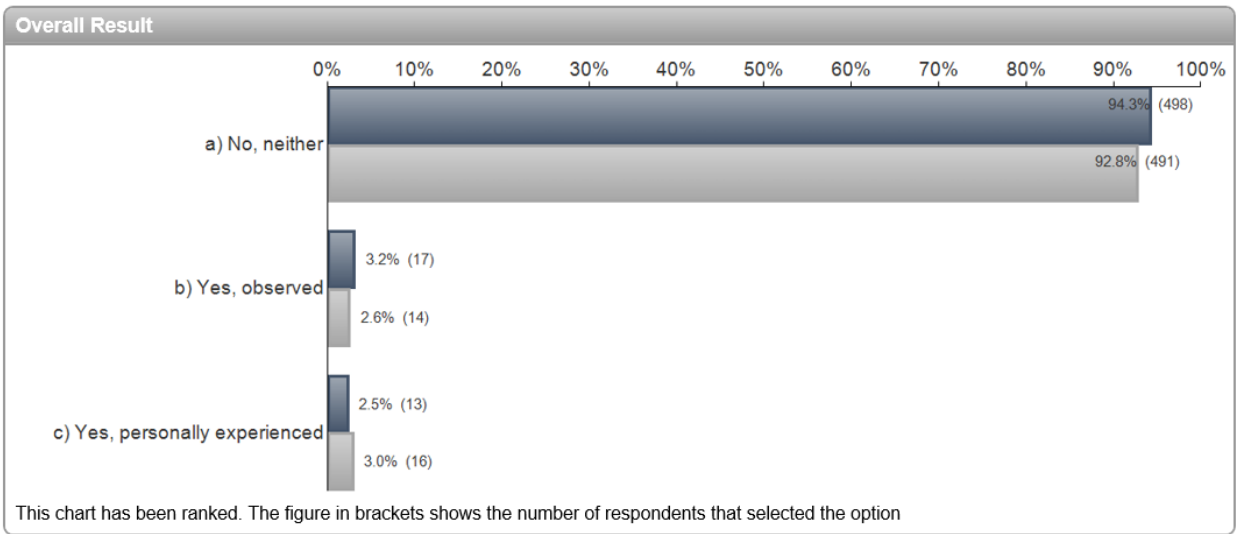 Overall Result
0% 10% 20% 30% 40% 50% 60% 70% 80% 90% 100%
94.3% (498)
a) No, neither
92.8% (491)
3.2% (17)
b) Yes, observed
2.6% (14)
2.5% (13)
c) Yes, personally experienced
3.0% (16)
This chart has been ranked. The figure in brackets shows the number of respondents that selected the option